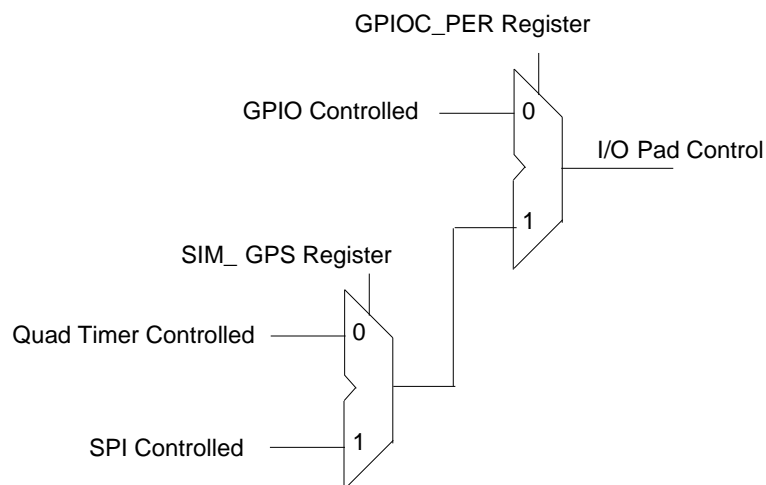 GPIOC_PER Register
GPIO Controlled
0
I/O Pad Control
1
SIM_ GPS Register
Quad Timer Controlled
0
SPI Controlled
1